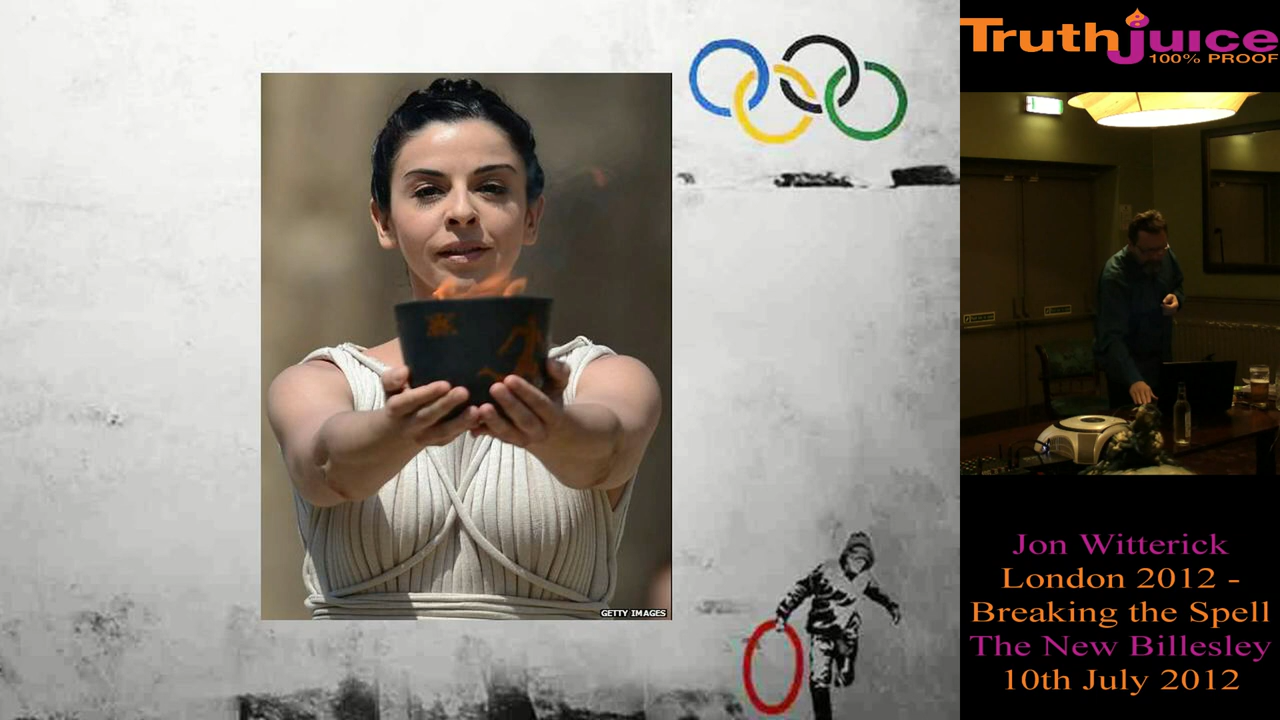 Truthjuice
100% PROOF
GETTY IMAGES
Jon Witterick
London 2012 -
Breaking the Spell
The New Billesley
10th July 2012